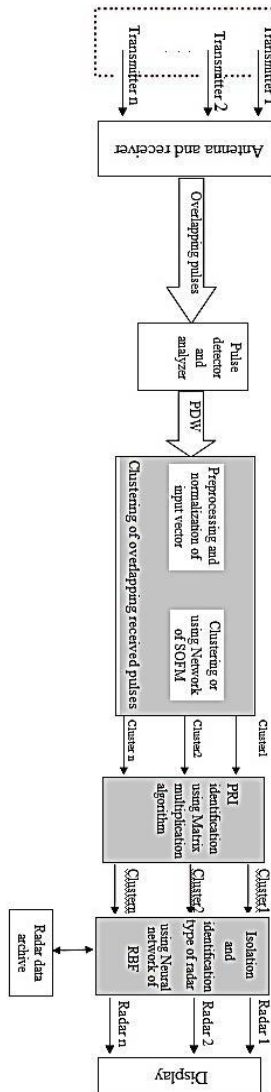 Transmitter 1
Transmitter 2
Transmitter n
Antenna and receiver
Overlapping pulses
Pulse
detector
and
analyzer
PDW
Preprocessing and
normalization of
input vector
Clustering or
using Network
of SOFM
Clustering of overlapping received pulses
Cluster1
Cluster2
Cluster n
PRI
identification
using Matrix
multiplication
algorithm
Cluster1
Cluster2
Clustern
Isolation
and
identification
type of radar
using Neural
network of
RBF
Radar data
archive
Radar 1
Radar 2
Radar n
Display